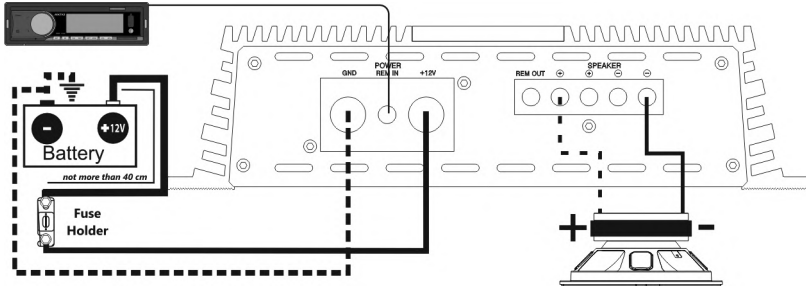 POWER
GND REM IN +12V
SPEAKER
REM OUT + + - -
- +12V
Battery
not more than 40 cm
Fuse
Holder
+ -